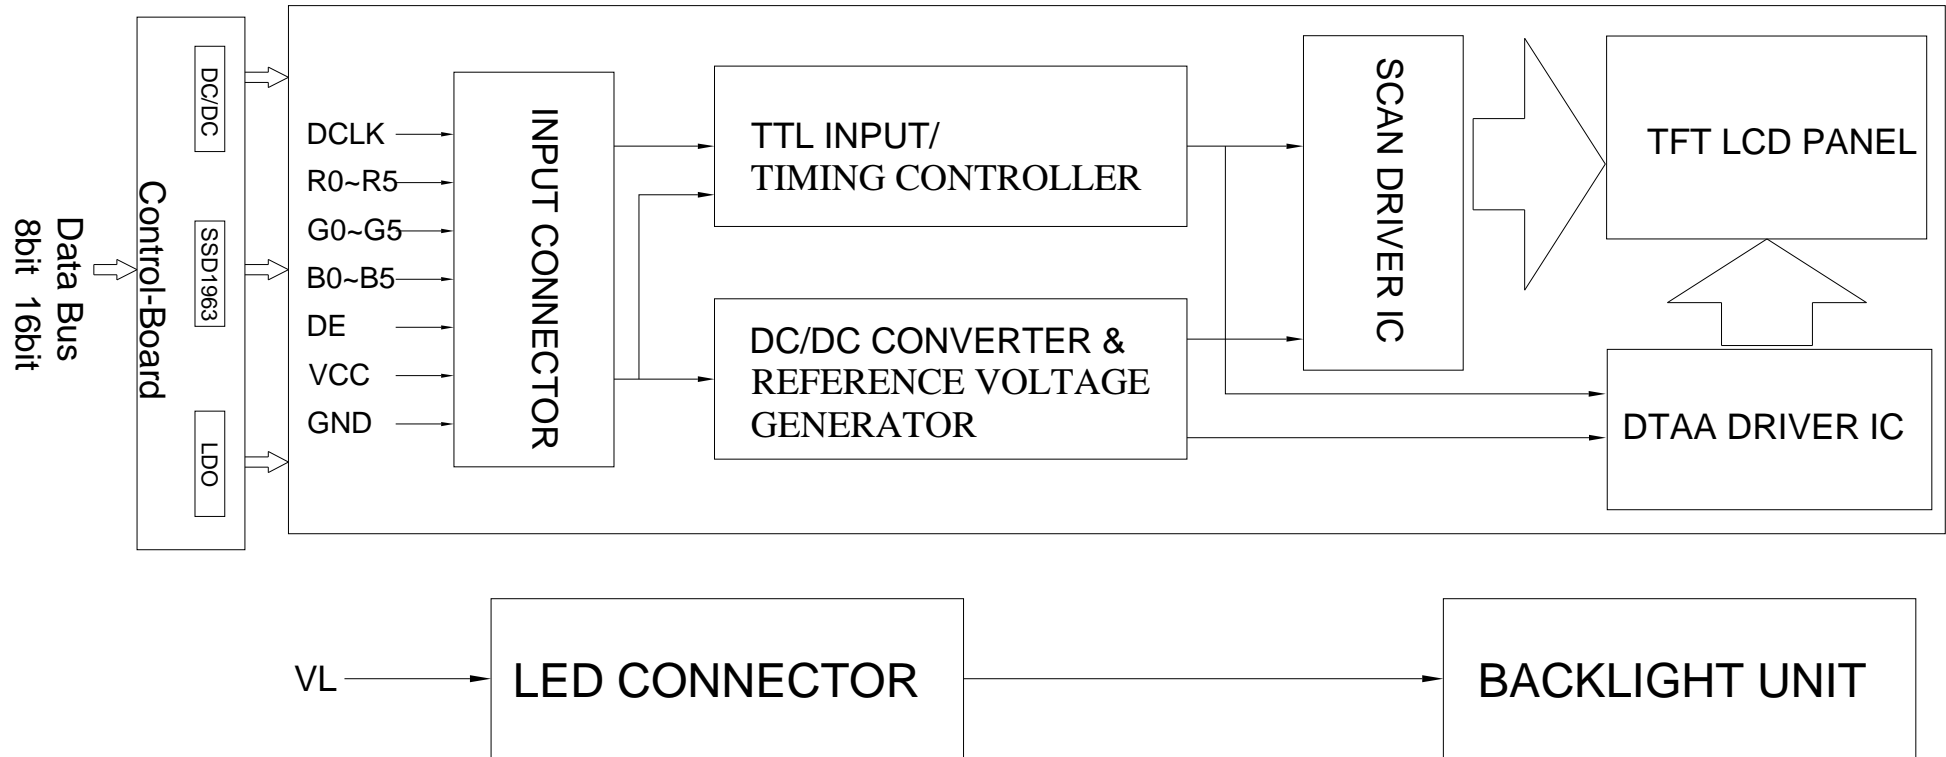 Data Bus
8bit 16bit
Control-Board
DC/DC
SSD1963
LDO
DCLK
R0~R5
G0~G5
B0~B5
DE
VCC
GND
INPUT CONNECTOR
TTL INPUT/
TIMING CONTROLLER
DC/DC CONVERTER &
REFERENCE VOLTAGE
GENERATOR
SCAN DRIVER IC
TFT LCD PANEL
DTAA DRIVER IC
VL
LED CONNECTOR
BACKLIGHT UNIT